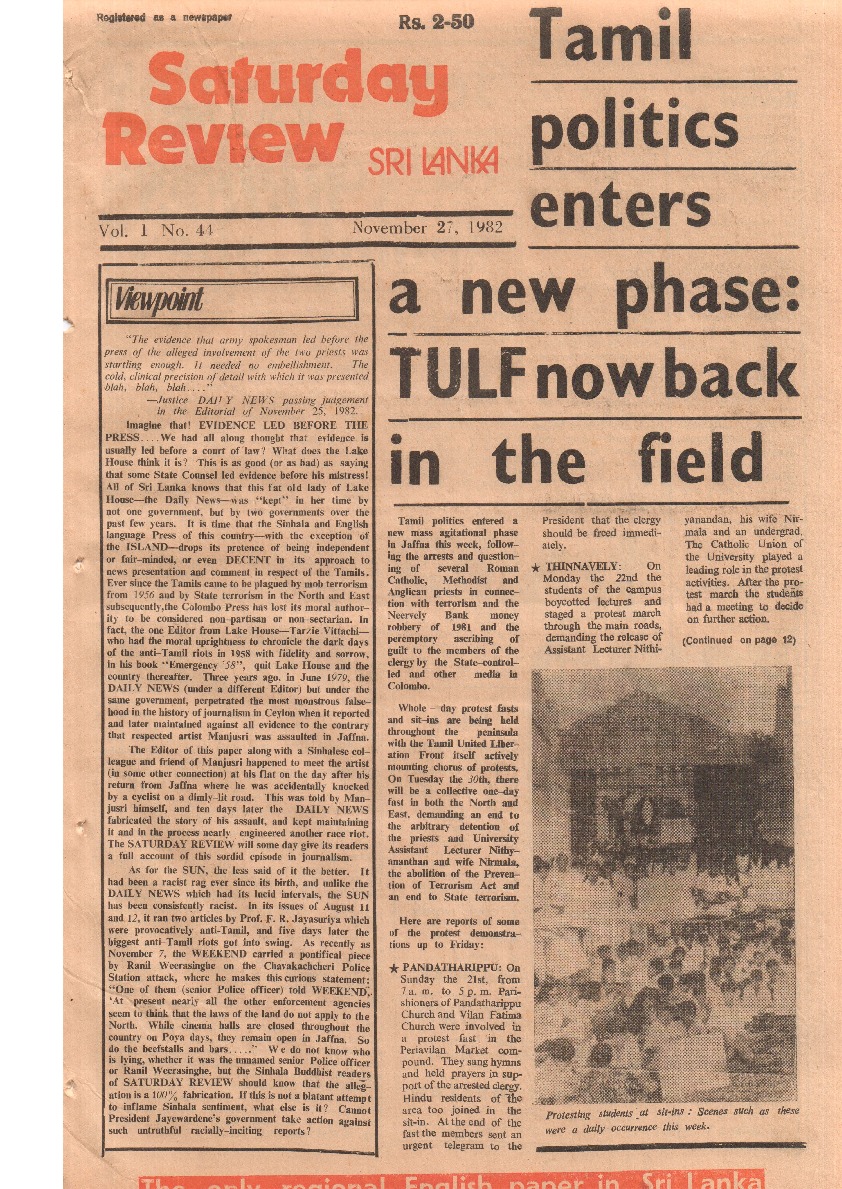 Registered as a newspaper
Rs. 2-50
Saturday
Review
SRI LANKA
Vol. 1 No. 44
November 27, 1982
Tamil
politics
enters
a new phase:
TULF now back
in the field
Viewpoint
"The evidence that army spokesman led before the
press of the alleged involvement of the two priests was
startling enough. It needed no embellishment. The
cold, clinical precision of detail with which it was presented
blah, blah, blah...."
—Justice DAILY NEWS passing judgement
in the Editorial of November 25, 1982.
Imagine that! EVIDENCE LED BEFORE THE
PRESS.... We had all along thought that evidence is
usually led before a court of law? What does the Lake
House think it is? This is as good (or as bad) as saying
that some State Counsel led evidence before his mistress!
All of Sri Lanka knows that this fat old lady of Lake
House—the Daily News—was "kept" in her time by
not one government, but by two governments over the
past few years. It is time that the Sinhala and English
language Press of this country—with the exception of
the ISLAND—drops its pretence of being independent
or fair-minded, or even DECENT in its approach to
news presentation and comment in respect of the Tamils.
Ever since the Tamils came to be plagued by mob terrorism
from 1956 and by State terrorism in the North and East
subsequently,the Colombo Press has lost its moral author-
ity to be considered non-partisan or non-sectarian. In
fact, the one Editor from Lake House—Tarzie Vittachi—
who had the moral uprightness to chronicle the dark days
of the anti-Tamil riots in 1958 with fidelity and sorrow,
in his book "Emergency '58", quit Lake House and the
country thereafter. Three years ago, in June 1979, the
DAILY NEWS (under a different Editor) but under the
same government, perpetrated the most monstrous false-
hood in the history of journalism in Ceylon when it reported
and later maintained against all evidence to the contrary
that respected artist Manjusri was assaulted in Jaffna.
The Editor of this paper along with a Sinhalese col-
league and friend of Manjusri happened to meet the artist
(in some other connection) at his flat on the day after his
return from Jaffna where he was accidentally knocked
by a cyclist on a dimly-lit road. This was told by Man-
jusri himself, and ten days later the DAILY NEWS
fabricated the story of his assault, and kept maintaining
it and in the process nearly engineered another race riot.
The SATURDAY REVIEW will some day give its readers
a full account of this sordid episode in journalism.
As for the SUN, the less said of it the better. It
had been a racist rag ever since its birth, and unlike the
DAILY NEWS which had its lucid intervals, the SUN
has been consistently racist. In its issues of August 11
and 12, it ran two articles by Prof. F. R. Jayasuriya which
were provocatively anti-Tamil, and five days later the
biggest anti-Tamil riots got into swing. As recently as
November 7, the WEEKEND carried a pontifical piece
by Ranil Weerasinghe on the Chavakachcheri Police
Station attack, where he makes this curious statement:
"One of them (senior Police officer) told WEEKEND,
'At present nearly all the other enforcement agencies
seem to think that the laws of the land do not apply to the
North. While cinema halls are closed throughout the
country on Poya days, they remain open in Jaffna. So
do the beefstalls and bars....." We do not know who
is lying, whether it was the unnamed senior Police officer
or Ranil Weerasinghe, but the Sinhala Buddhist readers
of SATURDAY REVIEW should know that the alleg-
ation is a 100% fabrication. If this is not a blatant attempt
to inflame Sinhala sentiment, what else is it? Cannot
President Jayewardene's government take action against
such untruthful racially-inciting reports?
Tamil politics entered a
new mass agitational phase
in Jaffna this week, follow-
ing the arrests and question-
ing of several Roman
Catholic, Methodist and
Anglican priests in connec-
tion with terrorism and the
Neervely Bank money
robbery of 1981 and the
peremptory ascribing of
guilt to the members of the
clergy by the State-control-
led and other media in
Colombo.
Whole - day protest fasts
and sit-ins are being held
throughout the peninsula
with the Tamil United Liber-
ation Front itself actively
mounting chorus of protests.
On Tuesday the 30th, there
will be a collective one-day
fast in both the North and
East, demanding an end to
the arbitrary detention of
the priests and University
Assistant Lecturer Nithy-
ananthan and wife Nirmala,
the abolition of the Preven-
tion of Terrorism Act and
an end to State terrorism.
Here are reports of some
of the protest demonstra-
tions up to Friday:
★ PANDATHARIPPU: On
Sunday the 21st, from
7 a. m. to 5 p. m. Pari-
shioners of Pandatharippu
Church and Vilan Fatima
Church were involved in
a protest fast in the
Periavilan Market com-
pound. They sang hymns
and held prayers in sup-
port of the arrested clergy.
Hindu residents of the
area too joined in the
sit-in. At the end of the
fast the members sent an
urgent telegram to the
President that the clergy
should be freed immedi-
ately.
★ THINNAVELY: On
Monday the 22nd the
students of the campus
boycotted lectures and
staged a protest march
through the main roads,
demanding the release of
Assistant Lecturer Nithi-
yanandan, his wife Nir-
mala and an undergrad.
The Catholic Union of
the University played a
leading role in the protest
activities. After the pro-
test march the students
had a meeting to decide
on further action.
(Continued on page 12)
Protesting students at sit-ins : Scenes such as these
were a daily occurrence this week.
The only regional English paper in Sri Lanka